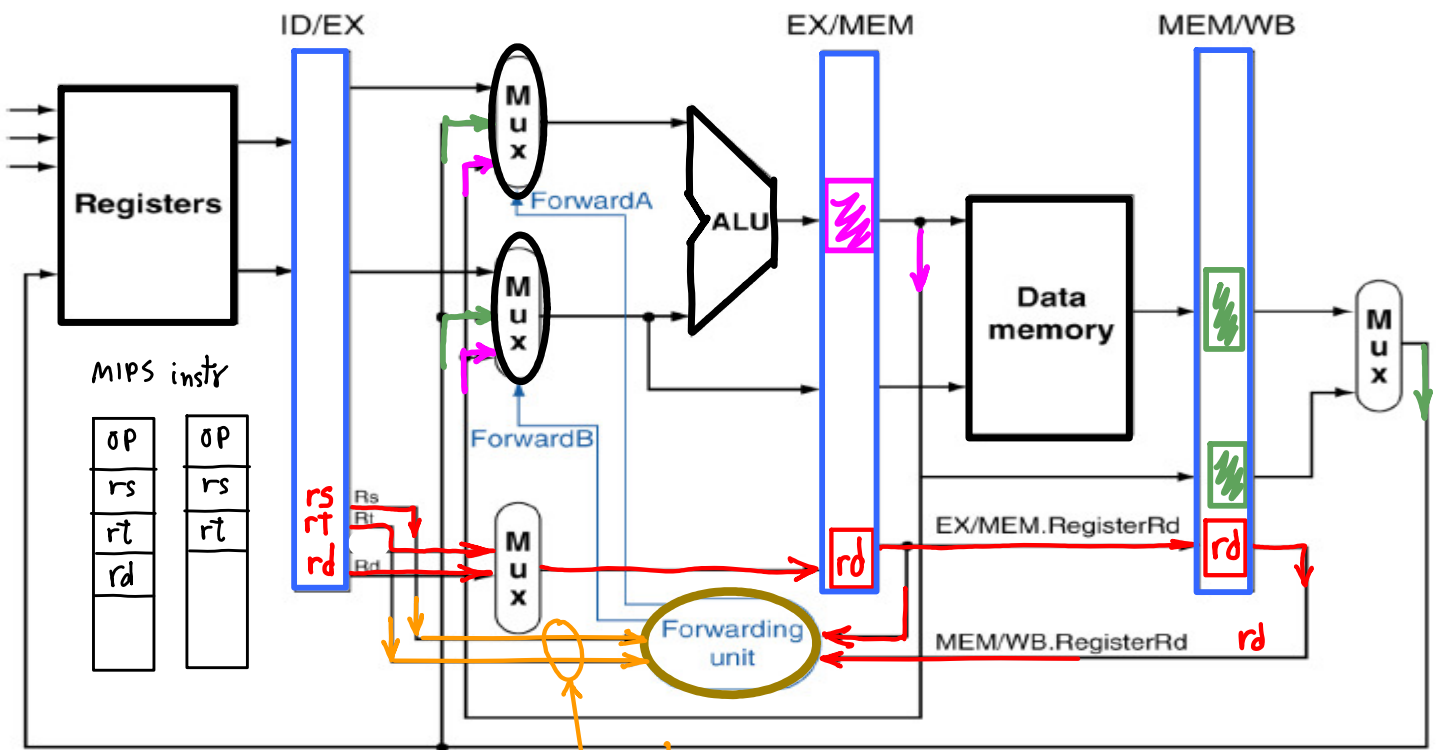 ID/EX
EX/MEM
MEM/WB
Registers
Mux
ForwardA
ALU
Mux
Data
memory
Mux
ForwardB
MIPS instr
op
rs
rt
rd
op
rs
rt
rs
rt
rd
Rs
Rt
Rd
Mux
rd
EX/MEM.RegisterRd
rd
Forwarding
unit
MEM/WB.RegisterRd
rd